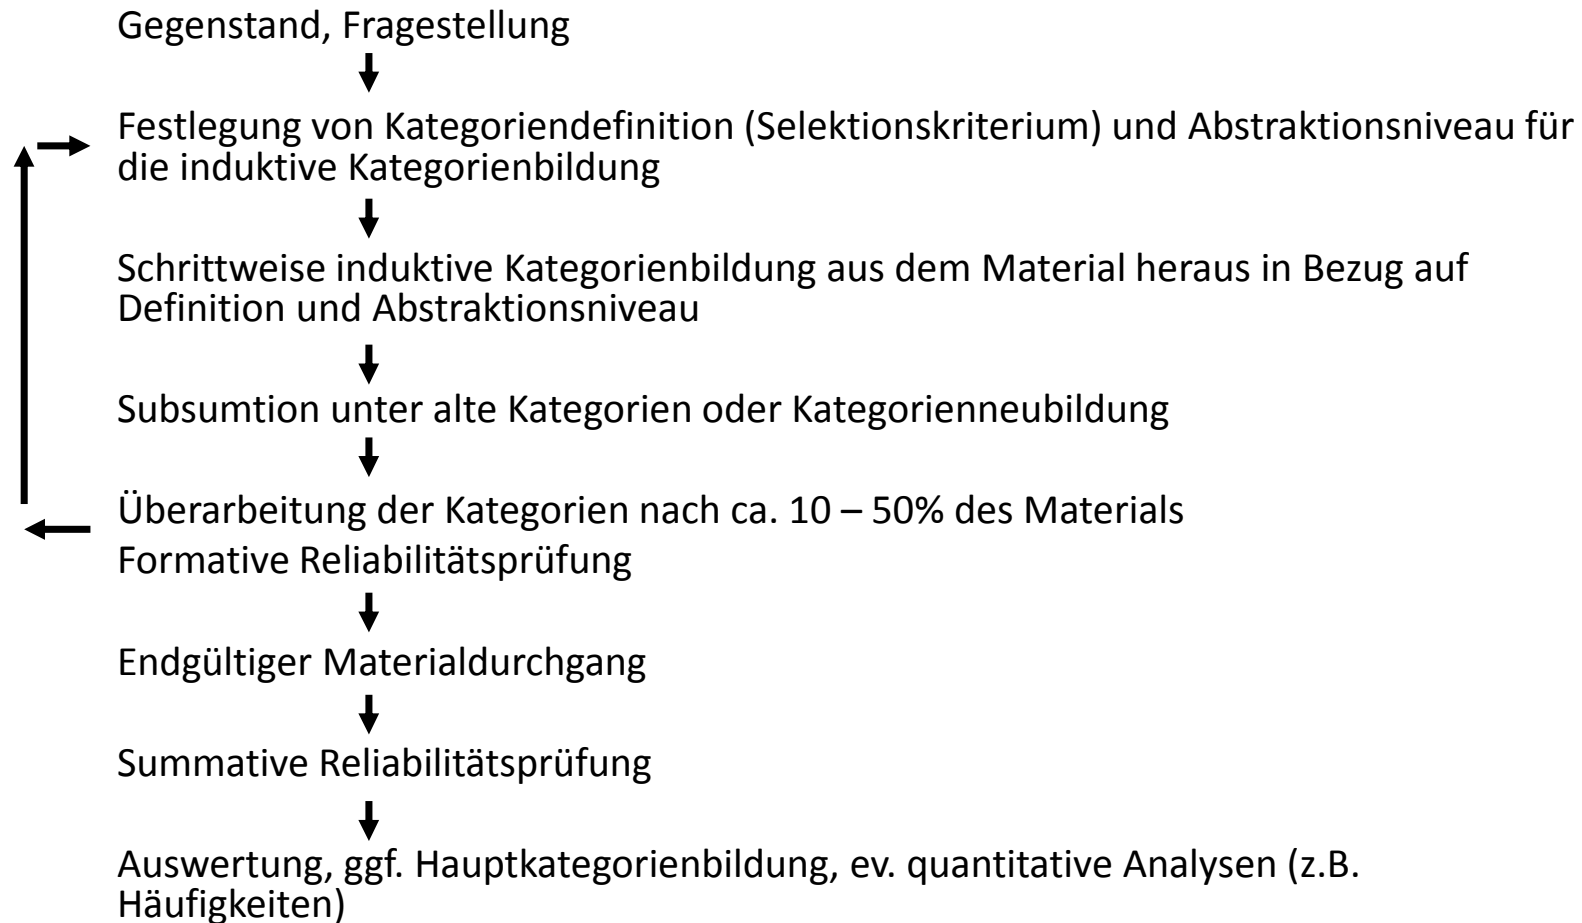 Gegenstand, Fragestellung
Festlegung von Kategoriendefinition (Selektionskriterium) und Abstraktionsniveau für
die induktive Kategorienbildung
Schrittweise induktive Kategorienbildung aus dem Material heraus in Bezug auf
Definition und Abstraktionsniveau
Subsumtion unter alte Kategorien oder Kategorienneubildung
Überarbeitung der Kategorien nach ca. 10 – 50% des Materials
Formative Reliabilitätsprüfung
Endgültiger Materialdurchgang
Summative Reliabilitätsprüfung
Auswertung, ggf. Hauptkategorienbildung, ev. quantitative Analysen (z.B.
Häufigkeiten)